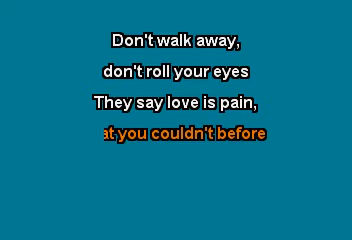 Don't walk away,
don't roll your eyes
They say love is pain,
at you couldn't before